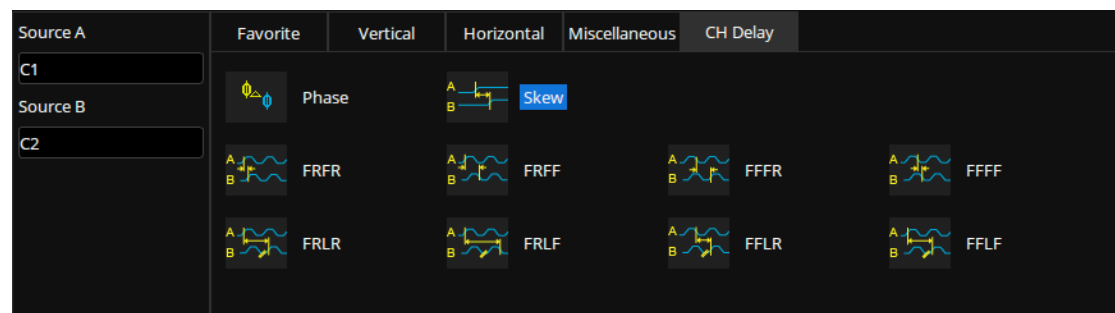 Source A
C1
Source B
C2
Favorite Vertical Horizontal Miscellaneous CH Delay
Phase
A
B
Skew
A
B
FRFR
A
B
FRFF
A
B
FFFR
A
B
FFFF
A
B
FRLR
A
B
FRLF
A
B
FFLR
A
B
FFLF